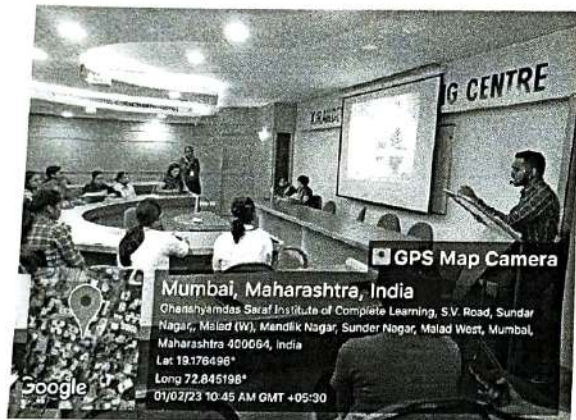 G CENTRE
GPS Map Camera
Mumbai, Maharashtra, India
Ghanshyamdas Saraf Institute of Complete Learning, S.V. Road, Sundar
Nagar,, Malad (W), Mandlik Nagar, Sunder Nagar, Malad West, Mumbai,
Maharashtra 400064, India
Lat 19.176496°
Long 72.845198°
01/02/23 10:45 AM GMT +05:30
Google